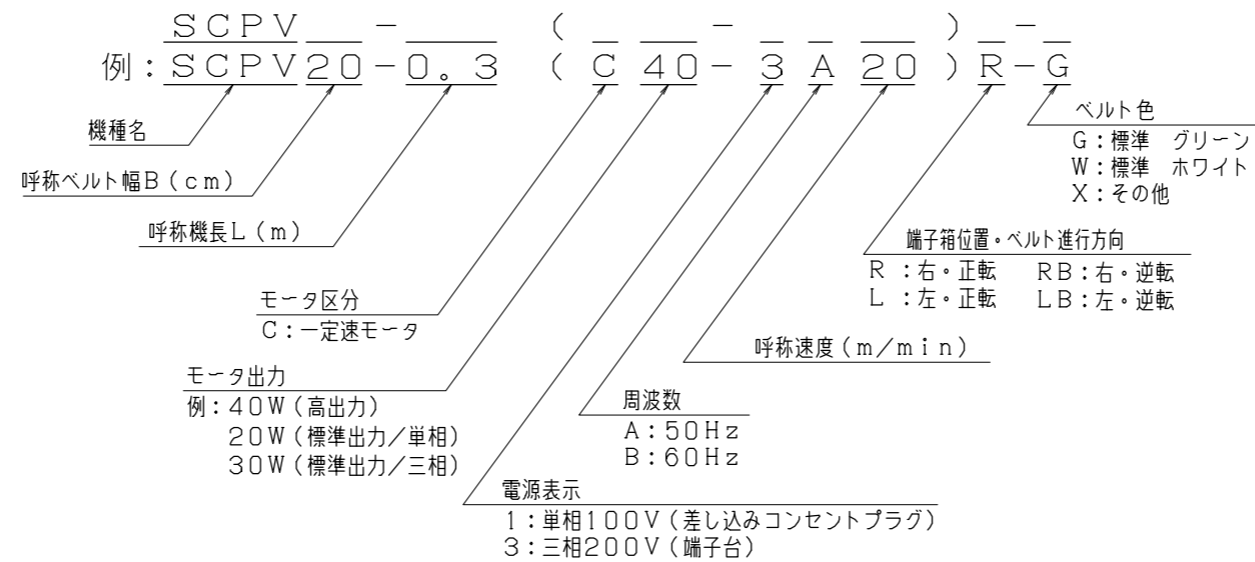 SCPV - ( - )-
例:SCPV20-0.3(C40-3A20)R-G
ベルト色
G:標準 グリーン
W:標準 ホワイト
X:その他
機種名
呼称ベルト幅B(cm)
呼称機長L(m)
端子箱位置・ベルト進行方向
R:右・正転 RB:右・逆転
L:左・正転 LB:左・逆転
モータ区分
C:一定速モータ
呼称速度(m/min)
モータ出力
例:40W(高出力)
20W(標準出力/単相)
30W(標準出力/三相)
周波数
A:50Hz
B:60Hz
電源表示
1:単相100V(差し込みコンセントプラグ)
3:三相200V(端子台)